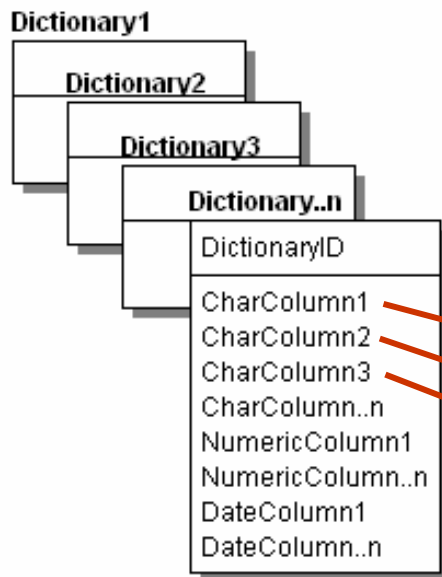 Dictionary1
Dictionary2
Dictionary3
Dictionary..n
DictionaryID
CharColumn1
CharColumn2
CharColumn3
CharColumn..n
NumericColumn1
NumericColumn..n
DateColumn1
DateColumn..n